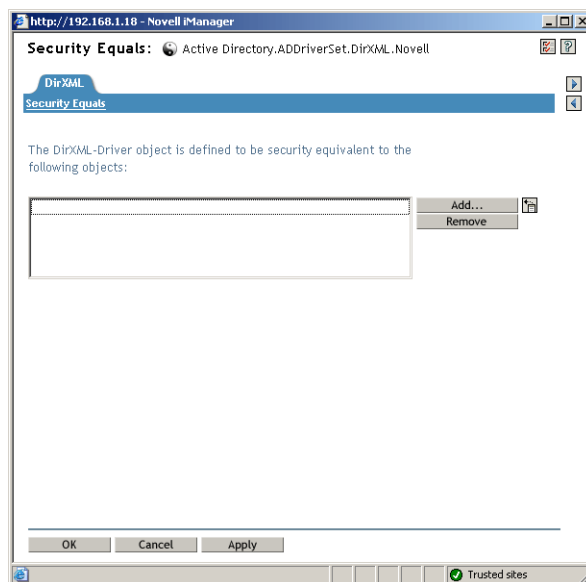 http://192.168.1.18 - Novell iManager
Security Equals: Active Directory.ADDriverSet.DirXML.Novell
?
DirXML
Security Equals
The DirXML-Driver object is defined to be security equivalent to the
following objects:
Add...
Remove
OK Cancel Apply
Trusted sites